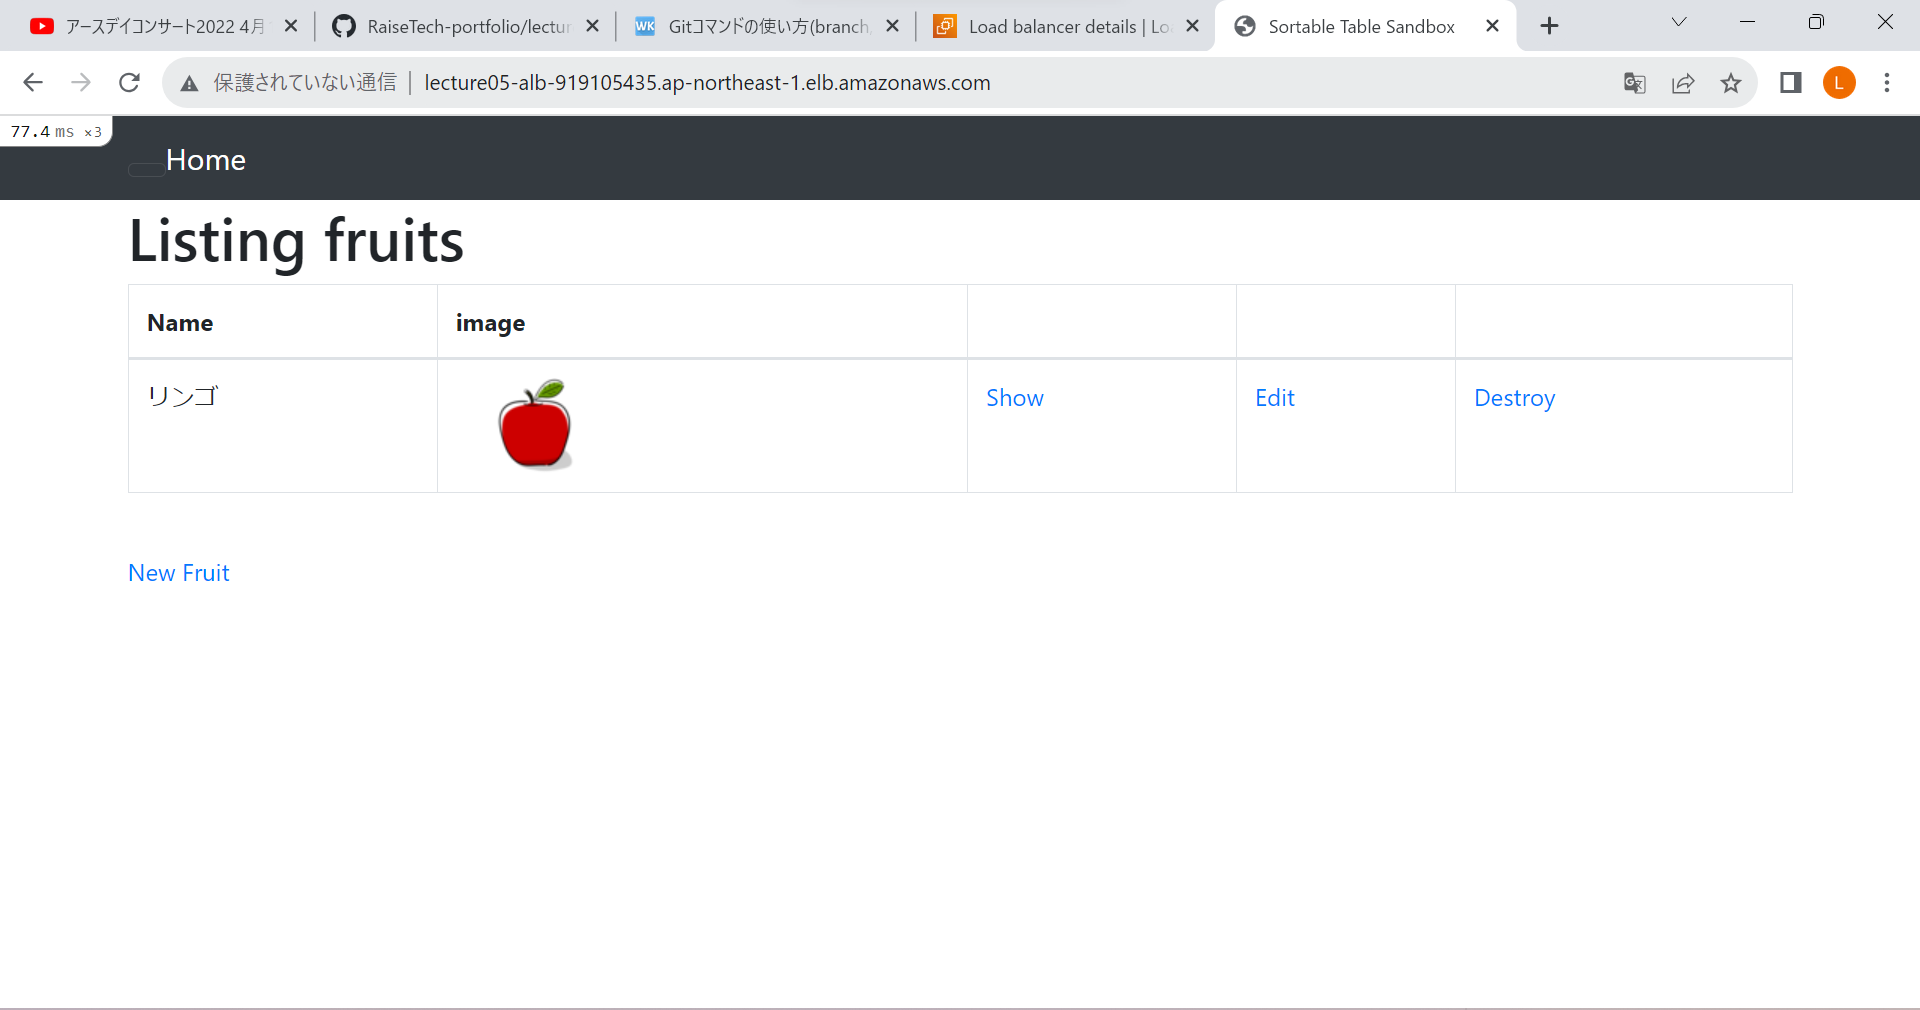 アースデイコンサート2022 4月
RaiseTech-portfolio/lectur
WK
Gitコマンドの使い方(branch,
Load balancer details | Lo
Sortable Table Sandbox
保護されていない通信
lecture05-alb-919105435.ap-northeast-1.elb.amazonaws.com
L
77.4 ms ×3
Home
Listing fruits
Name
image
リンゴ
Show
Edit
Destroy
New Fruit